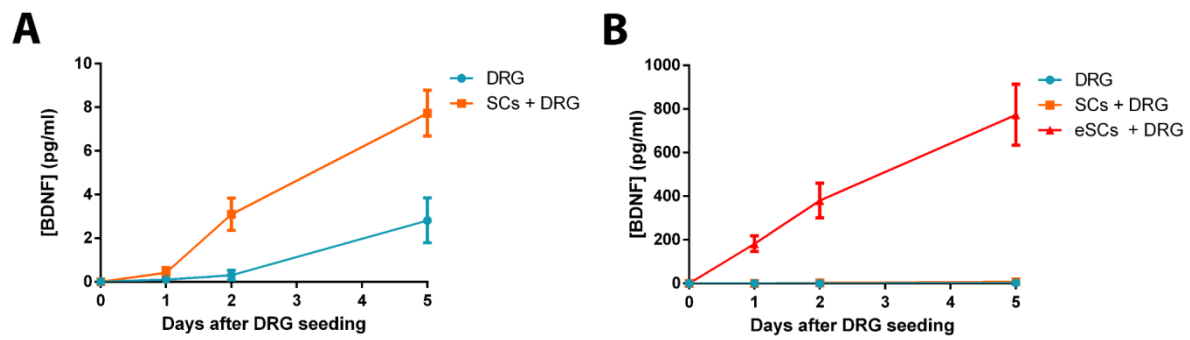 A
10
8
6
4
2
0
[BDNF] (pg/ml)
0 1 2 3 4 5
Days after DRG seeding
DRG
SCs + DRG
B
1000
800
600
400
200
0
[BDNF] (pg/ml)
0 1 2 3 4 5
Days after DRG seeding
DRG
SCs + DRG
eSCs + DRG